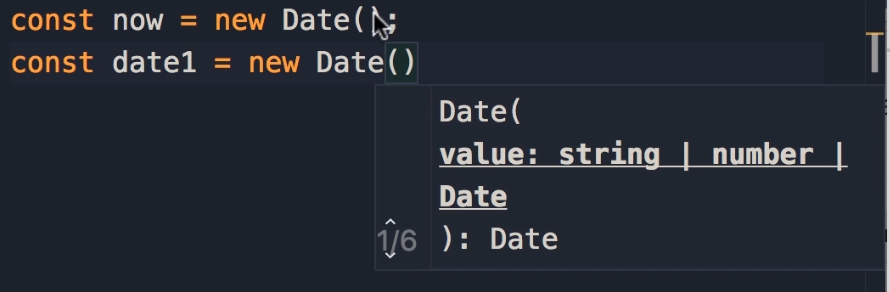 const now = new Date();
const date1 = new Date()
Date(
value: string | number |
Date
1/6 ): Date